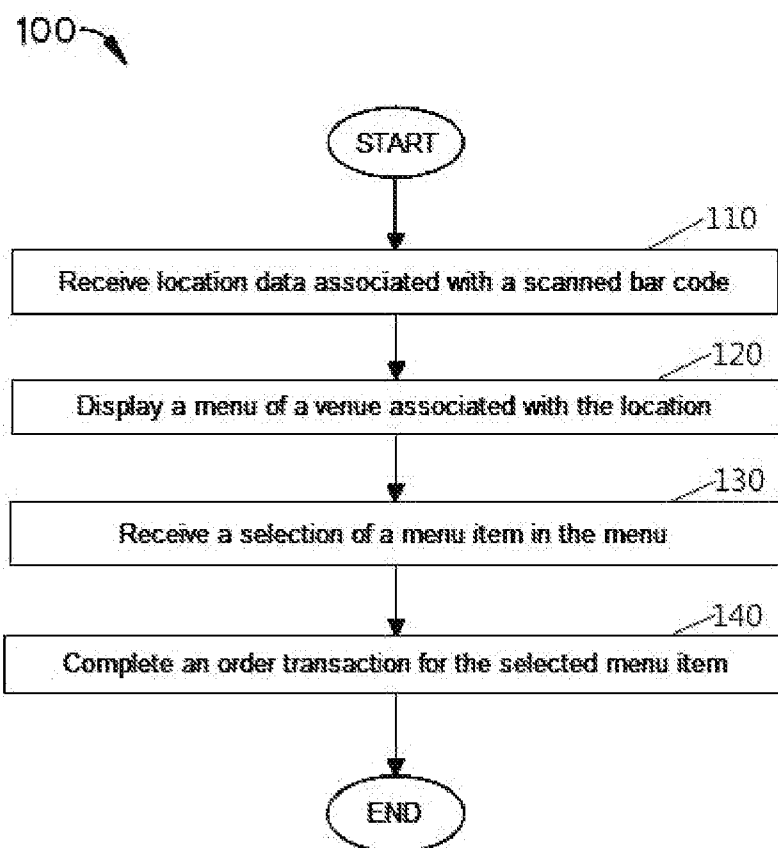 100
START
110
Receive location data associated with a scanned bar code
120
Display a menu of a venue associated with the location
130
Receive a selection of a menu item in the menu
140
Complete an order transaction for the selected menu item
END